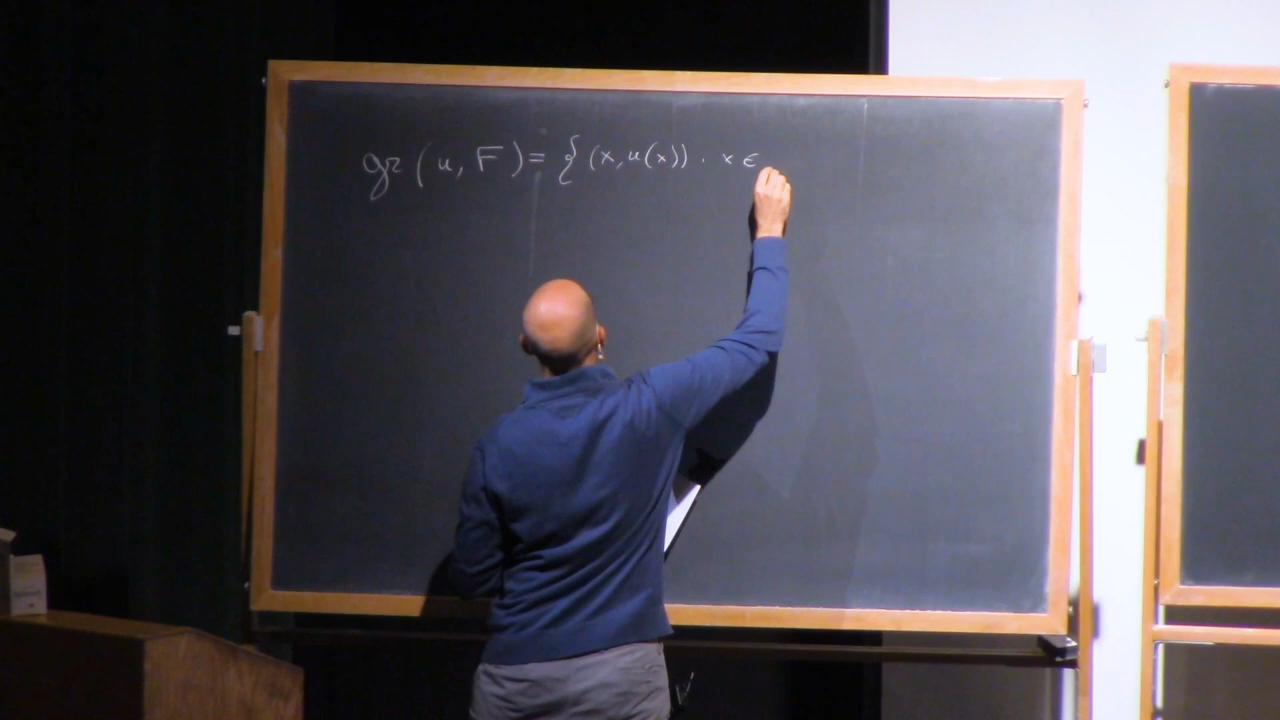 gr (u, F) = { (x, u(x)) . x ∈